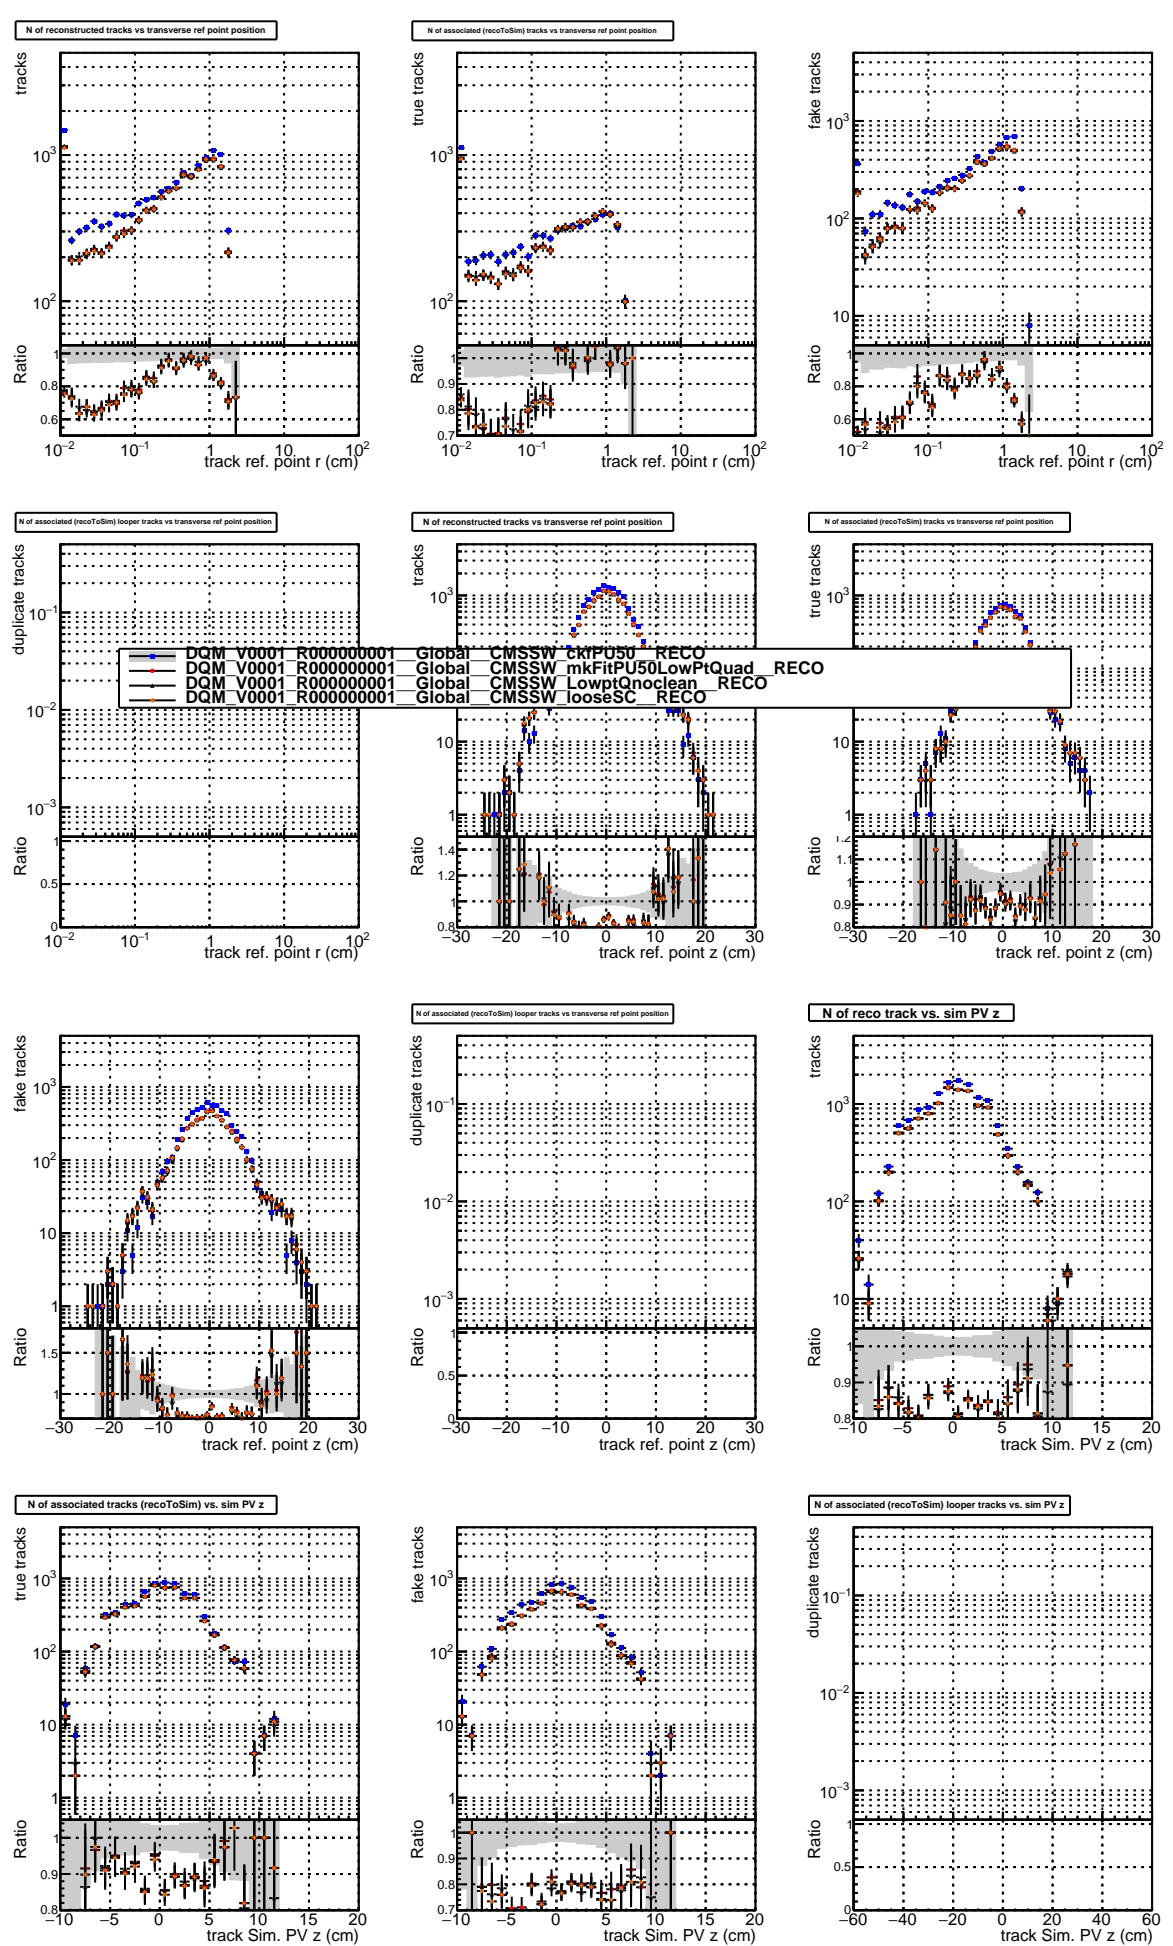 N of reconstructed tracks vs transverse ref point position
tracks
10³
10²
Ratio
1
0.8
0.6
10⁻² 10⁻¹ 1 10 10²
track ref. point r (cm)
N of associated (recoToSim) tracks vs transverse ref point position
true tracks
10³
10²
Ratio
1
0.9
0.8
0.7
10⁻² 10⁻¹ 1 10 10²
track ref. point r (cm)
fake tracks
10³
10²
10
Ratio
1
0.8
0.6
10⁻² 10⁻¹ 1 10 10²
track ref. point r (cm)
N of associated (recoToSim) looper tracks vs transverse ref point position
duplicate tracks
10⁻¹
10⁻²
10⁻³
Ratio
1
0.5
0
10⁻² 10⁻¹ 1 10 10²
track ref. point r (cm)
N of reconstructed tracks vs transverse ref point position
tracks
10³
10
1
Ratio
1.4
1.2
1
0.8
−30 −20 −10 0 10 20 30
track ref. point z (cm)
N of associated (recoToSim) tracks vs transverse ref point position
true tracks
10³
10
1
Ratio
1.2
1.1
1
0.9
0.8
−30 −20 −10 0 10 20 30
track ref. point z (cm)
DQM_V0001_R000000001__Global__CMSSW_ckfPU50__RECO
DQM_V0001_R000000001__Global__CMSSW_mkFitPU50LowPtQuad__RECO
DQM_V0001_R000000001__Global__CMSSW_LowptQnoclean__RECO
DQM_V0001_R000000001__Global__CMSSW_looseSC__RECO
fake tracks
10³
10²
10
1
Ratio
1.5
1
−30 −20 −10 0 10 20 30
track ref. point z (cm)
N of associated (recoToSim) looper tracks vs transverse ref point position
duplicate tracks
10⁻¹
10⁻²
10⁻³
Ratio
1
0.5
0
−30 −20 −10 0 10 20 30
track ref. point z (cm)
N of reco track vs. sim PV z
tracks
10³
10²
10
Ratio
1
0.9
0.8
−10 −5 0 5 10 15 20
track Sim. PV z (cm)
N of associated tracks (recoToSim) vs. sim PV z
true tracks
10³
10²
10
1
Ratio
1
0.9
0.8
−10 −5 0 5 10 15 20
track Sim. PV z (cm)
fake tracks
10³
10²
10
1
Ratio
1
0.9
0.8
0.7
−10 −5 0 5 10 15 20
track Sim. PV z (cm)
N of associated (recoToSim) looper tracks vs. sim PV z
duplicate tracks
10⁻¹
10⁻²
10⁻³
Ratio
1
0.5
0
−60 −40 −20 0 20 40 60
track Sim. PV z (cm)